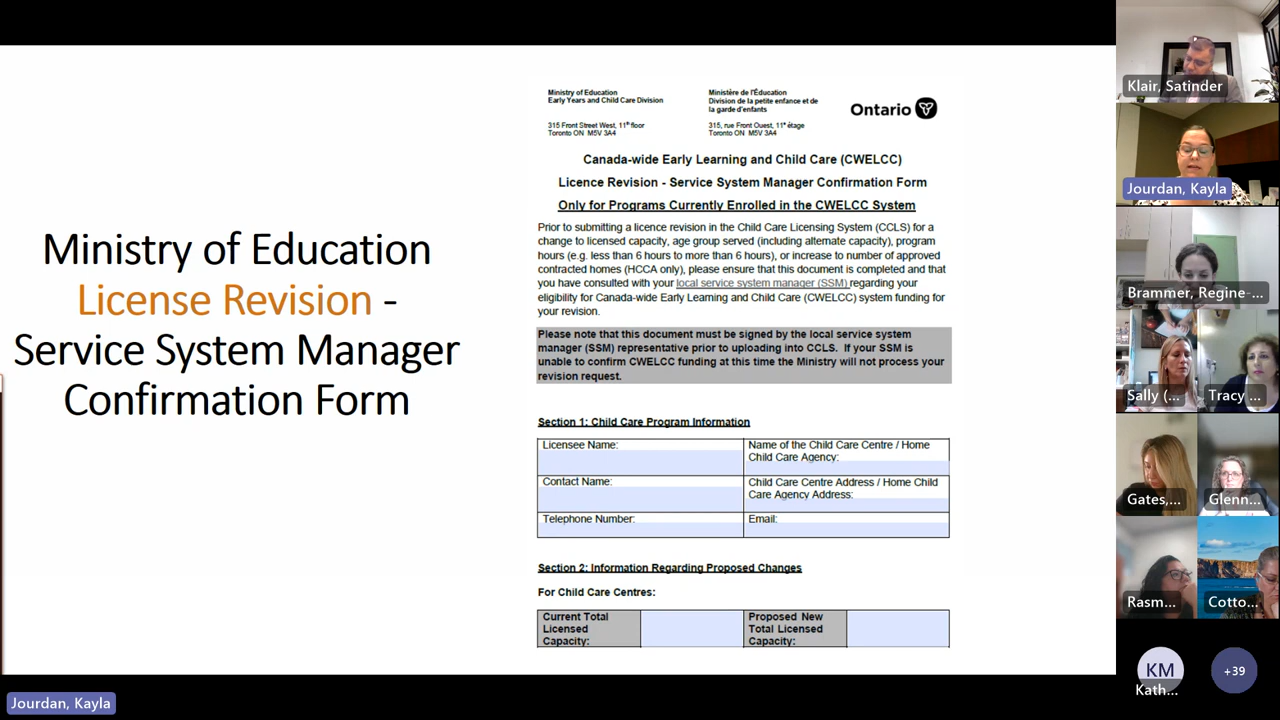 Ministry of Education
License Revision -
Service System Manager
Confirmation Form
Ministry of Education
Early Years and Child Care Division
315 Front Street West, 11th floor
Toronto ON M5V 3A4
Ministère de l'Éducation
Division de la petite enfance et de
la garde d'enfants
315, rue Front Ouest, 11e étage
Toronto ON M5V 3A4
Ontario
Canada-wide Early Learning and Child Care (CWELCC)
Licence Revision - Service System Manager Confirmation Form
Only for Programs Currently Enrolled in the CWELCC System
Prior to submitting a licence revision in the Child Care Licensing System (CCLS) for a
change to licensed capacity, age group served (including alternate capacity), program
hours (e.g. less than 6 hours to more than 6 hours), or increase to number of approved
contracted homes (HCCA only), please ensure that this document is completed and that
you have consulted with your local service system manager (SSM) regarding your
eligibility for Canada-wide Early Learning and Child Care (CWELCC) system funding for
your revision.
Please note that this document must be signed by the local service system
manager (SSM) representative prior to uploading into CCLS. If your SSM is
unable to confirm CWELCC funding at this time the Ministry will not process your
revision request.
Section 1: Child Care Program Information
Licensee Name:
Name of the Child Care Centre / Home
Child Care Agency:
Contact Name:
Child Care Centre Address / Home Child
Care Agency Address:
Telephone Number:
Email:
Section 2: Information Regarding Proposed Changes
For Child Care Centres:
Current Total
Licensed
Capacity:
Proposed New
Total Licensed
Capacity:
Klair, Satinder
Jourdan, Kayla
Brammer, Regine-...
Sally (...
Tracy ...
Gates,...
Glenn...
Rasm...
Cotto...
KM
Kath...
+39
Jourdan, Kayla